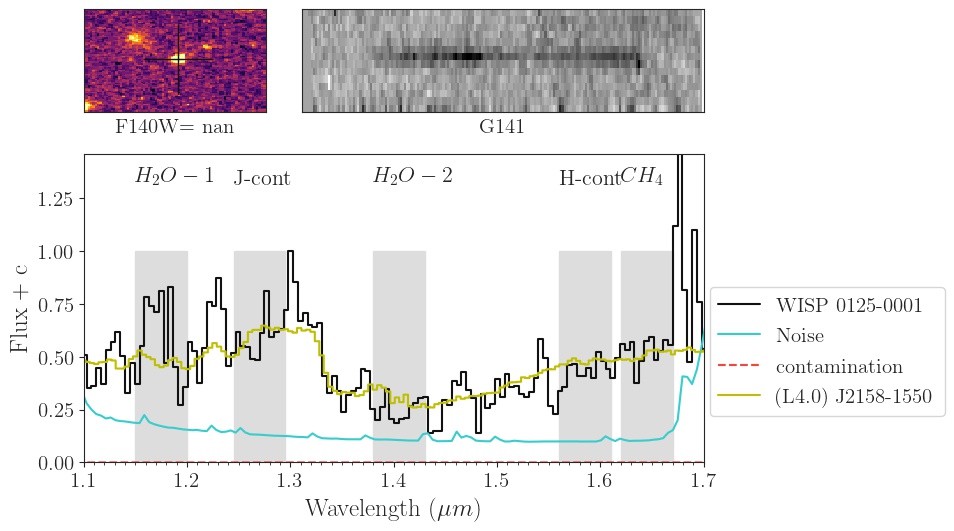 F140W= nan
G141
H₂O − 1 J-cont H₂O − 2 H-cont CH₄
Flux + c
1.25
1.00
0.75
0.50
0.25
0.00
1.1 1.2 1.3 1.4 1.5 1.6 1.7
Wavelength (μm)
WISP 0125-0001
Noise
contamination
(L4.0) J2158-1550